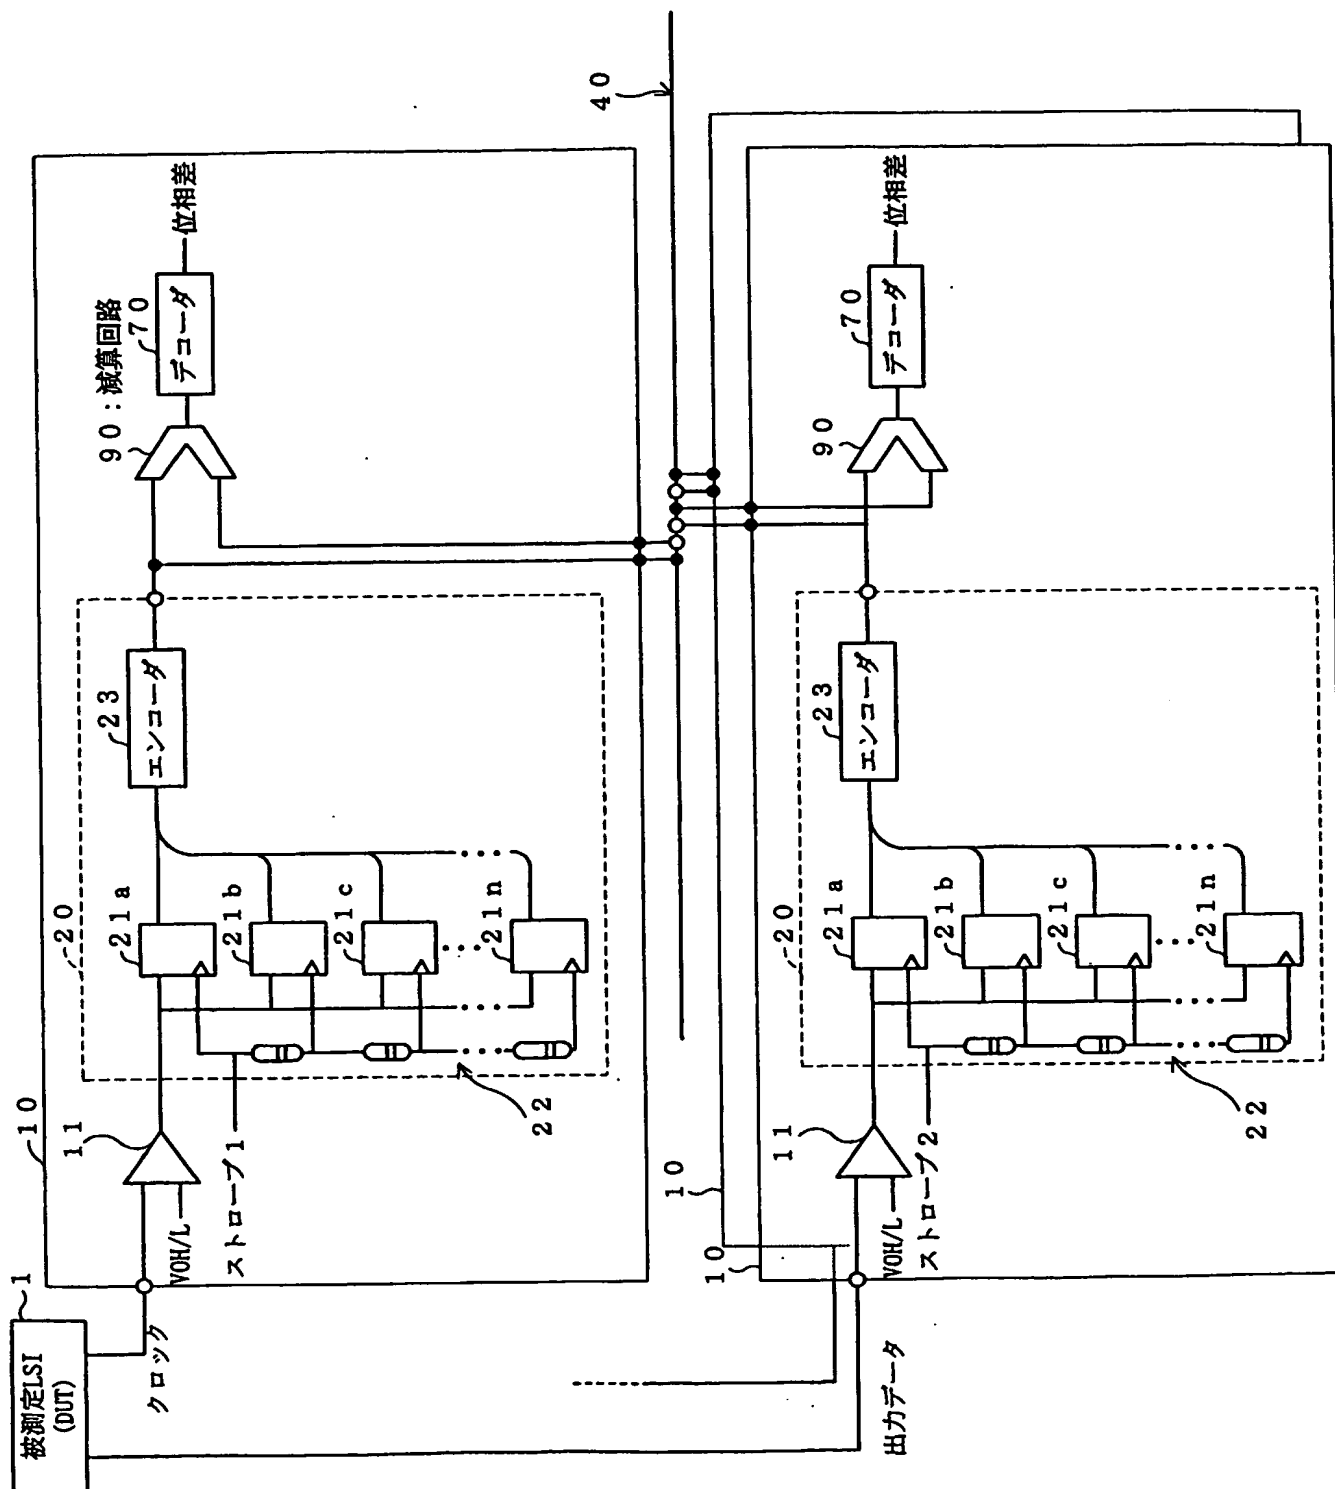 被測定LSI
(DUT)
1
クロック
出力データ
10
11
VOH/L
ストローブ1
20
21a
21b
21c
21n
22
23
エンコーダ
90:減算回路
70
デコーダ
位相差
40
10
10
11
VOH/L
ストローブ2
20
21a
21b
21c
21n
22
23
エンコーダ
90
70
デコーダ
位相差